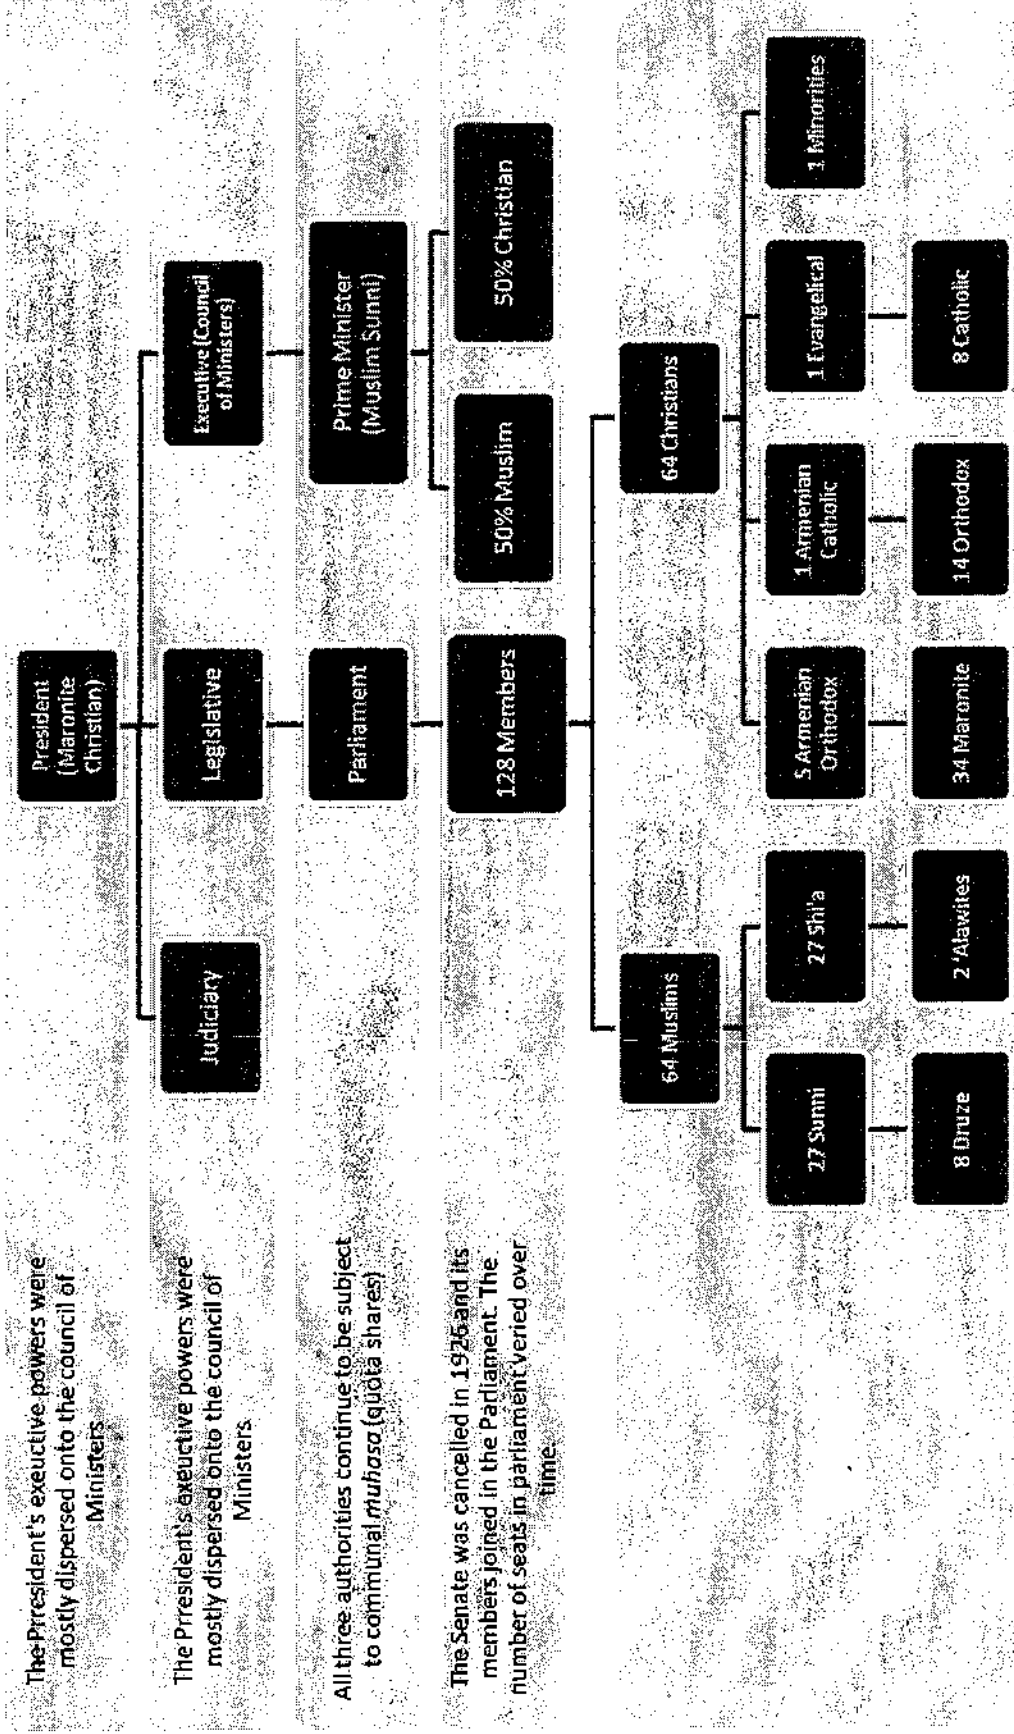 The Prresident's exeuctive powers were
mostly dispersed onto the council of
Ministers
President
(Maronite
Christian)
The Prresident's exeuctive powers were
mostly dispersed onto the council of
Ministers
Judiciary
Legislative
Executive (Council
of Ministers)
All three authorities continue to be subject
to communal muhasa (quota shares)
Parliament
Prime Minister
(Muslim Sunni)
The Senate was cancelled in 1926 and its
members joined in the Parliament. The
number of seats in parliament veried over
time.
128 Members
50% Muslim
50% Christian
64 Muslims
64 Christians
27 Sunni
27 Shi'a
5 Armenian
Orthodox
1 Armenian
Catholic
1 Evangelical
1 Minorities
8 Druze
2 'Alawites
34 Maronite
14 Orthodox
8 Catholic